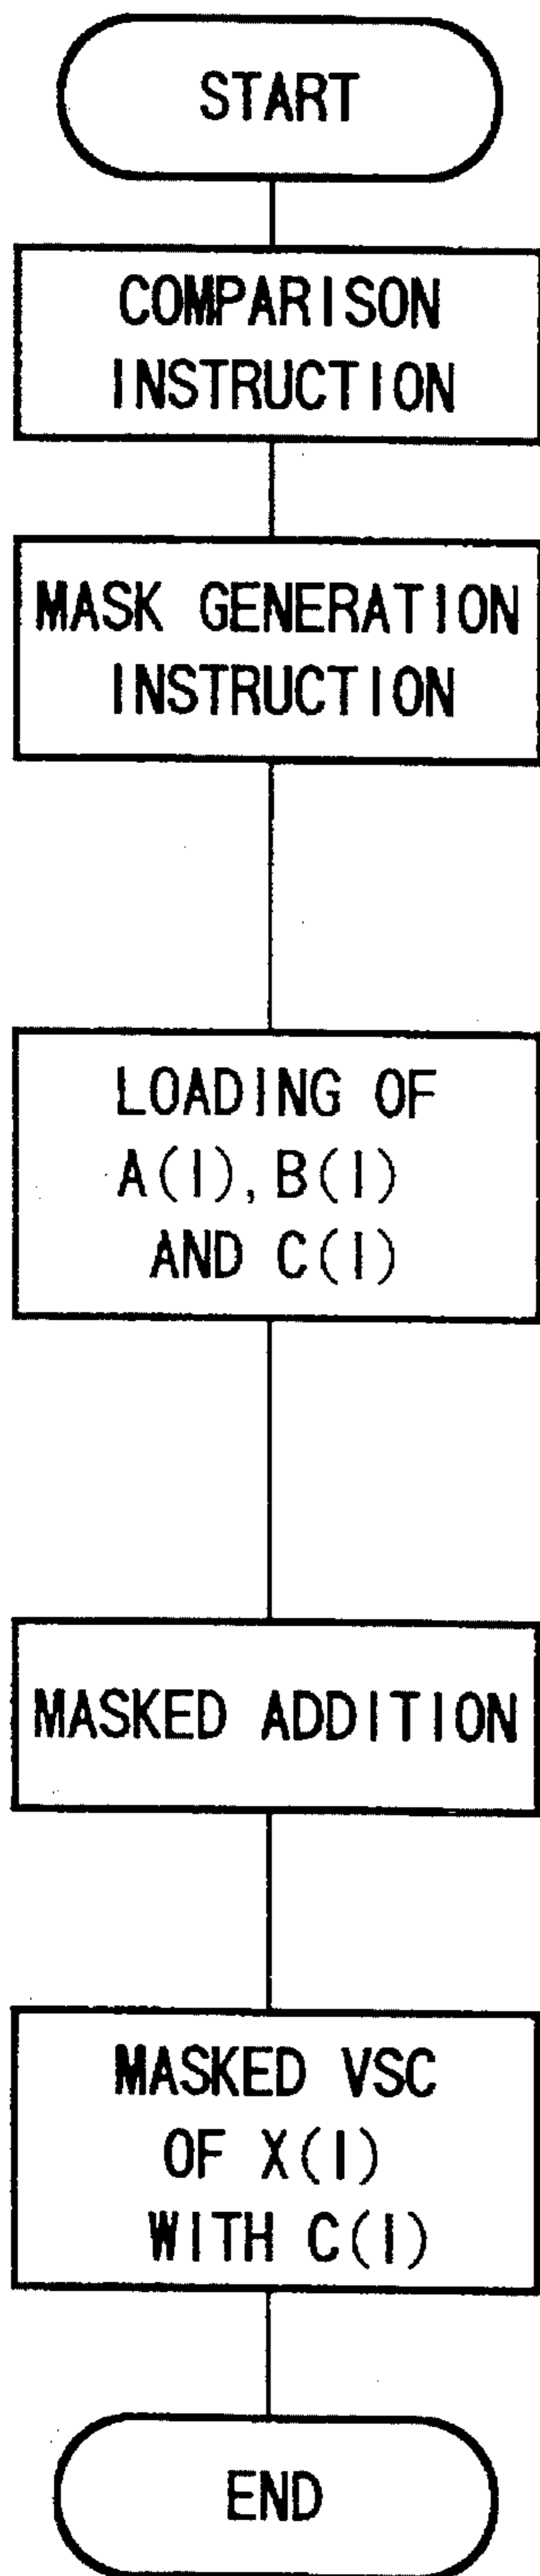 START
COMPARISON
INSTRUCTION
MASK GENERATION
INSTRUCTION
LOADING OF
A(I), B(I)
AND C(I)
MASKED ADDITION
MASKED VSC
OF X(I)
WITH C(I)
END